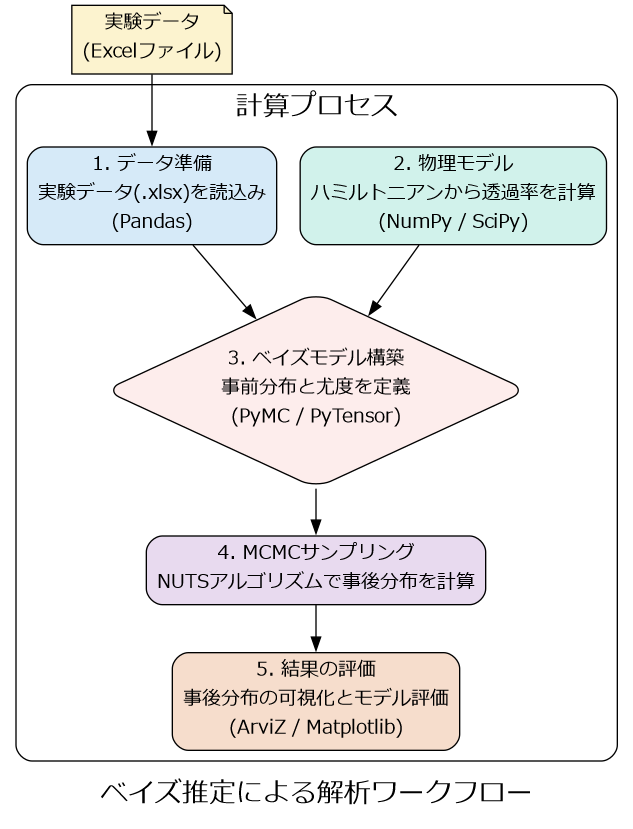 実験データ
(Excelファイル)
計算プロセス
1. データ準備
実験データ(.xlsx)を読込み
(Pandas)
2. 物理モデル
ハミルトニアンから透過率を計算
(NumPy / SciPy)
3. ベイズモデル構築
事前分布と尤度を定義
(PyMC / PyTensor)
4. MCMCサンプリング
NUTSアルゴリズムで事後分布を計算
5. 結果の評価
事後分布の可視化とモデル評価
(ArviZ / Matplotlib)
ベイズ推定による解析ワークフロー